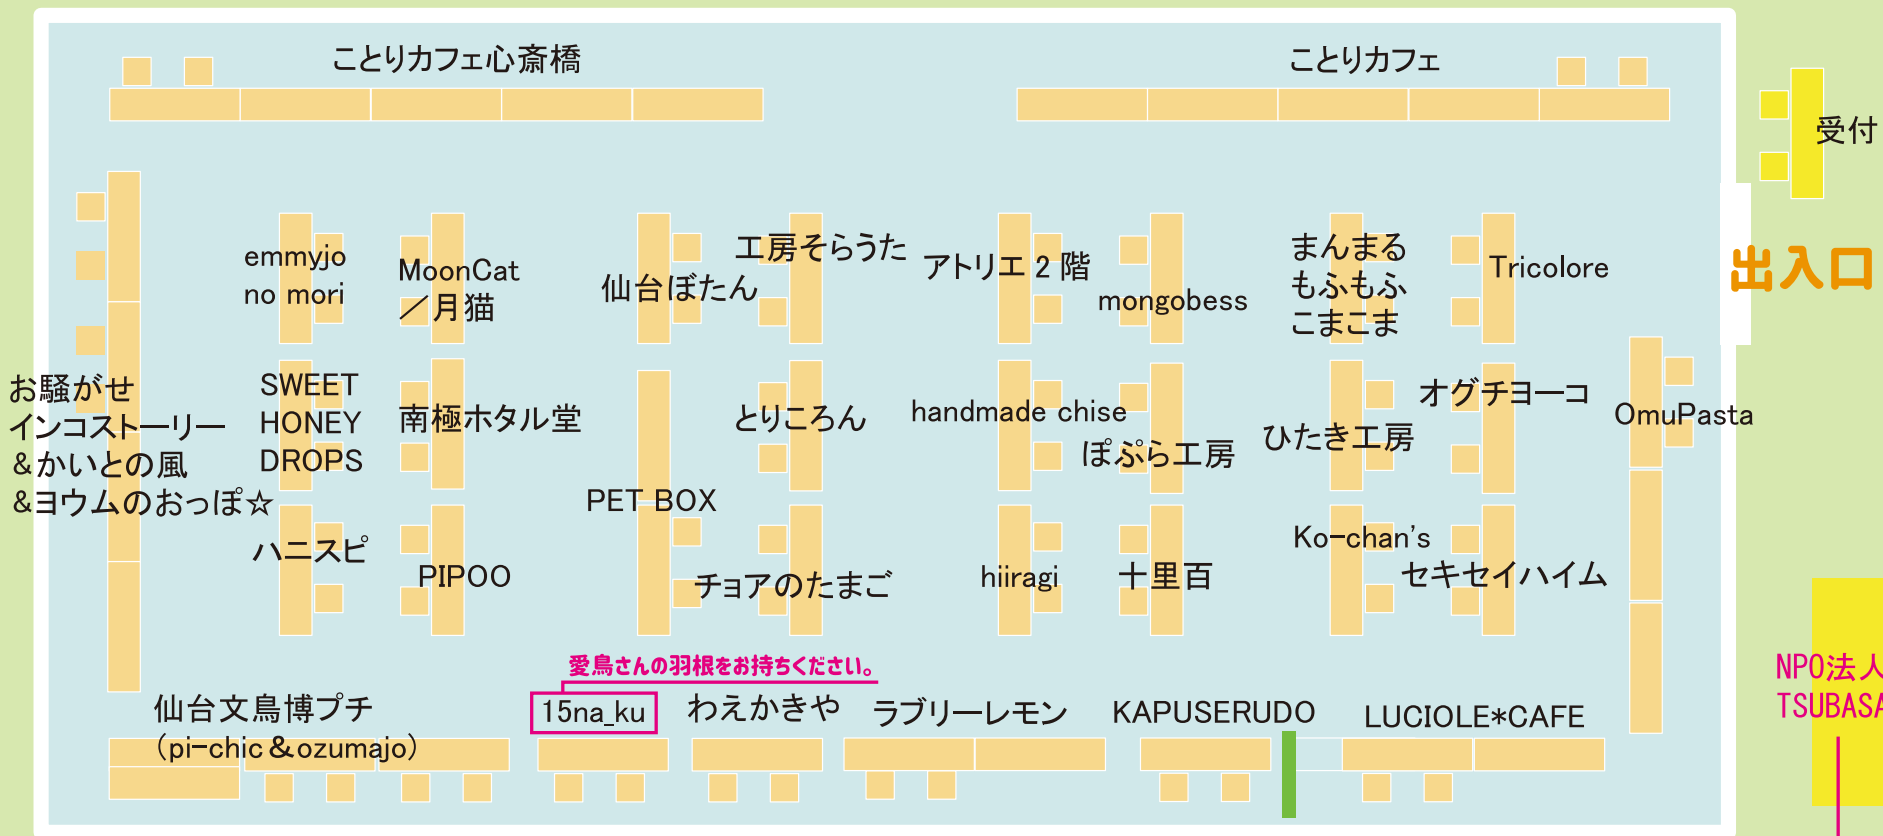 ことりカフェ心斎橋
ことりカフェ
受付
出入口
emmyjo
no mori
MoonCat
／月猫
仙台ぼたん
工房そらうた
アトリエ２階
mongobess
まんまる
もふもふ
こまこま
Tricolore
お騒がせ
インコストーリー
&かいとの風
&ヨウムのおっぽ☆
SWEET
HONEY
DROPS
南極ホタル堂
PET BOX
とりころん
handmade chise
ぽぷら工房
ひたき工房
オグチヨーコ
OmuPasta
ハニスピ
PIPOO
チョアのたまご
hiiragi
十里百
Ko-chan's
セキセイハイム
愛鳥さんの羽根をお持ちください。
仙台文鳥博プチ
（pi-chic＆ozumajo）
15na_ku
わえかきや
ラブリーレモン
KAPUSERUDO
LUCIOLE*CAFE
NPO法人
TSUBASA